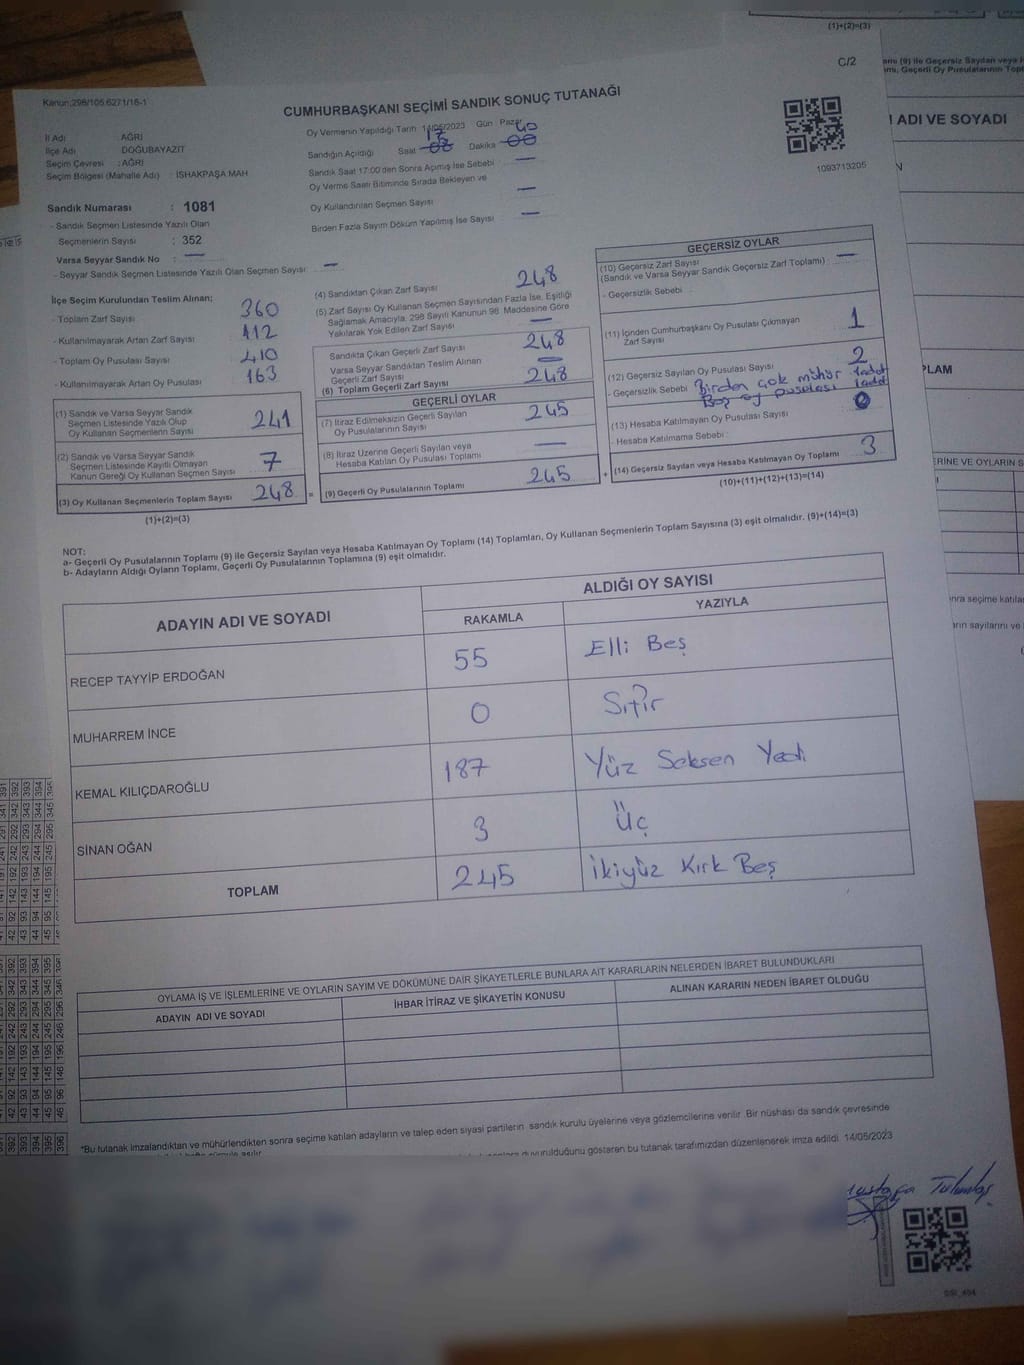 (1)+(2)=(3)
C/2
Kanun:298/105,6271/16-1
CUMHURBAŞKANI SEÇİMİ SANDIK SONUÇ TUTANAĞI
İl Adı AĞRI
İlçe Adı DOĞUBAYAZIT
Seçim Çevresi : AĞRI
Seçim Bölgesi (Mahalle Adı) : İSHAKPAŞA MAH.
Oy Vermenin Yapıldığı Tarih 14/05/2023 Gün Pazar
17 40
Sandığın Açıldığı Saat 08 Dakika 00
Sandık Saat 17:00'den Sonra Açımış İse Sebebi —
Oy Verme Saati Bitiminde Sırada Bekleyen ve
Oy Kullandırılan Seçmen Sayısı —
Birden Fazla Sayım Döküm Yapılmış İse Sayısı —
1093713205
Sandık Numarası : 1081
- Sandık Seçmen Listesinde Yazılı Olan
Seçmenlerin Sayısı : 352
Varsa Seyyar Sandık No : —
- Seyyar Sandık Seçmen Listesinde Yazılı Olan Seçmen Sayısı : —
İlçe Seçim Kurulundan Teslim Alınan:
- Toplam Zarf Sayısı 360
- Kullanılmayarak Artan Zarf Sayısı 112
- Toplam Oy Pusulası Sayısı 410
- Kullanılmayarak Artan Oy Pusulası 163
(1) Sandık ve Varsa Seyyar Sandık
Seçmen Listesinde Yazılı Olup
Oy Kullanan Seçmenlerin Sayısı 241
(2) Sandık ve Varsa Seyyar Sandık
Seçmen Listesinde Kayıtlı Olmayan
Kanun Gereği Oy Kullanan Seçmen Sayısı 7
(3) Oy Kullanan Seçmenlerin Toplam Sayısı 248 =
(1)+(2)=(3)
(4) Sandıktan Çıkan Zarf Sayısı 248
(5) Zarf Sayısı Oy Kullanan Seçmen Sayısından Fazla İse, Eşitliği
Sağlamak Amacıyla, 298 Sayılı Kanunun 98. Maddesine Göre
Yakılarak Yok Edilen Zarf Sayısı —
Sandıkta Çıkan Geçerli Zarf Sayısı 248
Varsa Seyyar Sandıktan Teslim Alınan
Geçerli Zarf Sayısı —
(6) Toplam Geçerli Zarf Sayısı 248
GEÇERLİ OYLAR
(7) İtiraz Edilmeksizin Geçerli Sayılan
Oy Pusulalarının Sayısı 245
(8) İtiraz Üzerine Geçerli Sayılan veya
Hesaba Katılan Oy Pusulası Toplamı —
(9) Geçerli Oy Pusulalarının Toplamı 245 +
GEÇERSİZ OYLAR
(10) Geçersiz Zarf Sayısı
(Sandık ve Varsa Seyyar Sandık Geçersiz Zarf Toplamı) : —
- Geçersizlik Sebebi
(11) İçinden Cumhurbaşkanı Oy Pusulası Çıkmayan
Zarf Sayısı 1
(12) Geçersiz Sayılan Oy Pusulası Sayısı 2
- Geçersizlik Sebebi Birden çok mühür 1adet
Boş oy pusulası 1adet
(13) Hesaba Katılmayan Oy Pusulası Sayısı 0
- Hesaba Katılmama Sebebi :
(14) Geçersiz Sayılan veya Hesaba Katılmayan Oy Toplamı 3
(10)+(11)+(12)+(13)=(14)
NOT:
a- Geçerli Oy Pusulalarının Toplamı (9) ile Geçersiz Sayılan veya Hesaba Katılmayan Oy Toplamı (14) Toplamları, Oy Kullanan Seçmenlerin Toplam Sayısına (3) eşit olmalıdır. (9)+(14)=(3)
b- Adayların Aldığı Oyların Toplamı, Geçerli Oy Pusulalarının Toplamına (9) eşit olmalıdır.
ADAYIN ADI VE SOYADI
ALDIĞI OY SAYISI
RAKAMLA YAZIYLA
RECEP TAYYİP ERDOĞAN 55 Elli Beş
MUHARREM İNCE 0 Sıfır
KEMAL KILIÇDAROĞLU 187 Yüz Seksen Yedi
SİNAN OĞAN 3 Üç
TOPLAM 245 İkiyüz Kırk Beş
OYLAMA İŞ VE İŞLEMLERİNE VE OYLARIN SAYIM VE DÖKÜMÜNE DAİR ŞİKAYETLERLE BUNLARA AİT KARARLARIN NELERDEN İBARET BULUNDUKLARI
ADAYIN ADI VE SOYADI İHBAR İTİRAZ VE ŞİKAYETİN KONUSU ALINAN KARARIN NEDEN İBARET OLDUĞU
*Bu tutanak imzalandıktan ve mühürlendikten sonra seçime katılan adayların ve talep eden siyasi partilerin sandık kurulu üyelerine veya gözlemcilerine verilir. Bir nüshası da sandık çevresinde
duyurulduğunu gösteren bu tutanak tarafımızdan düzenlenerek imza edildi. 14/05/2023